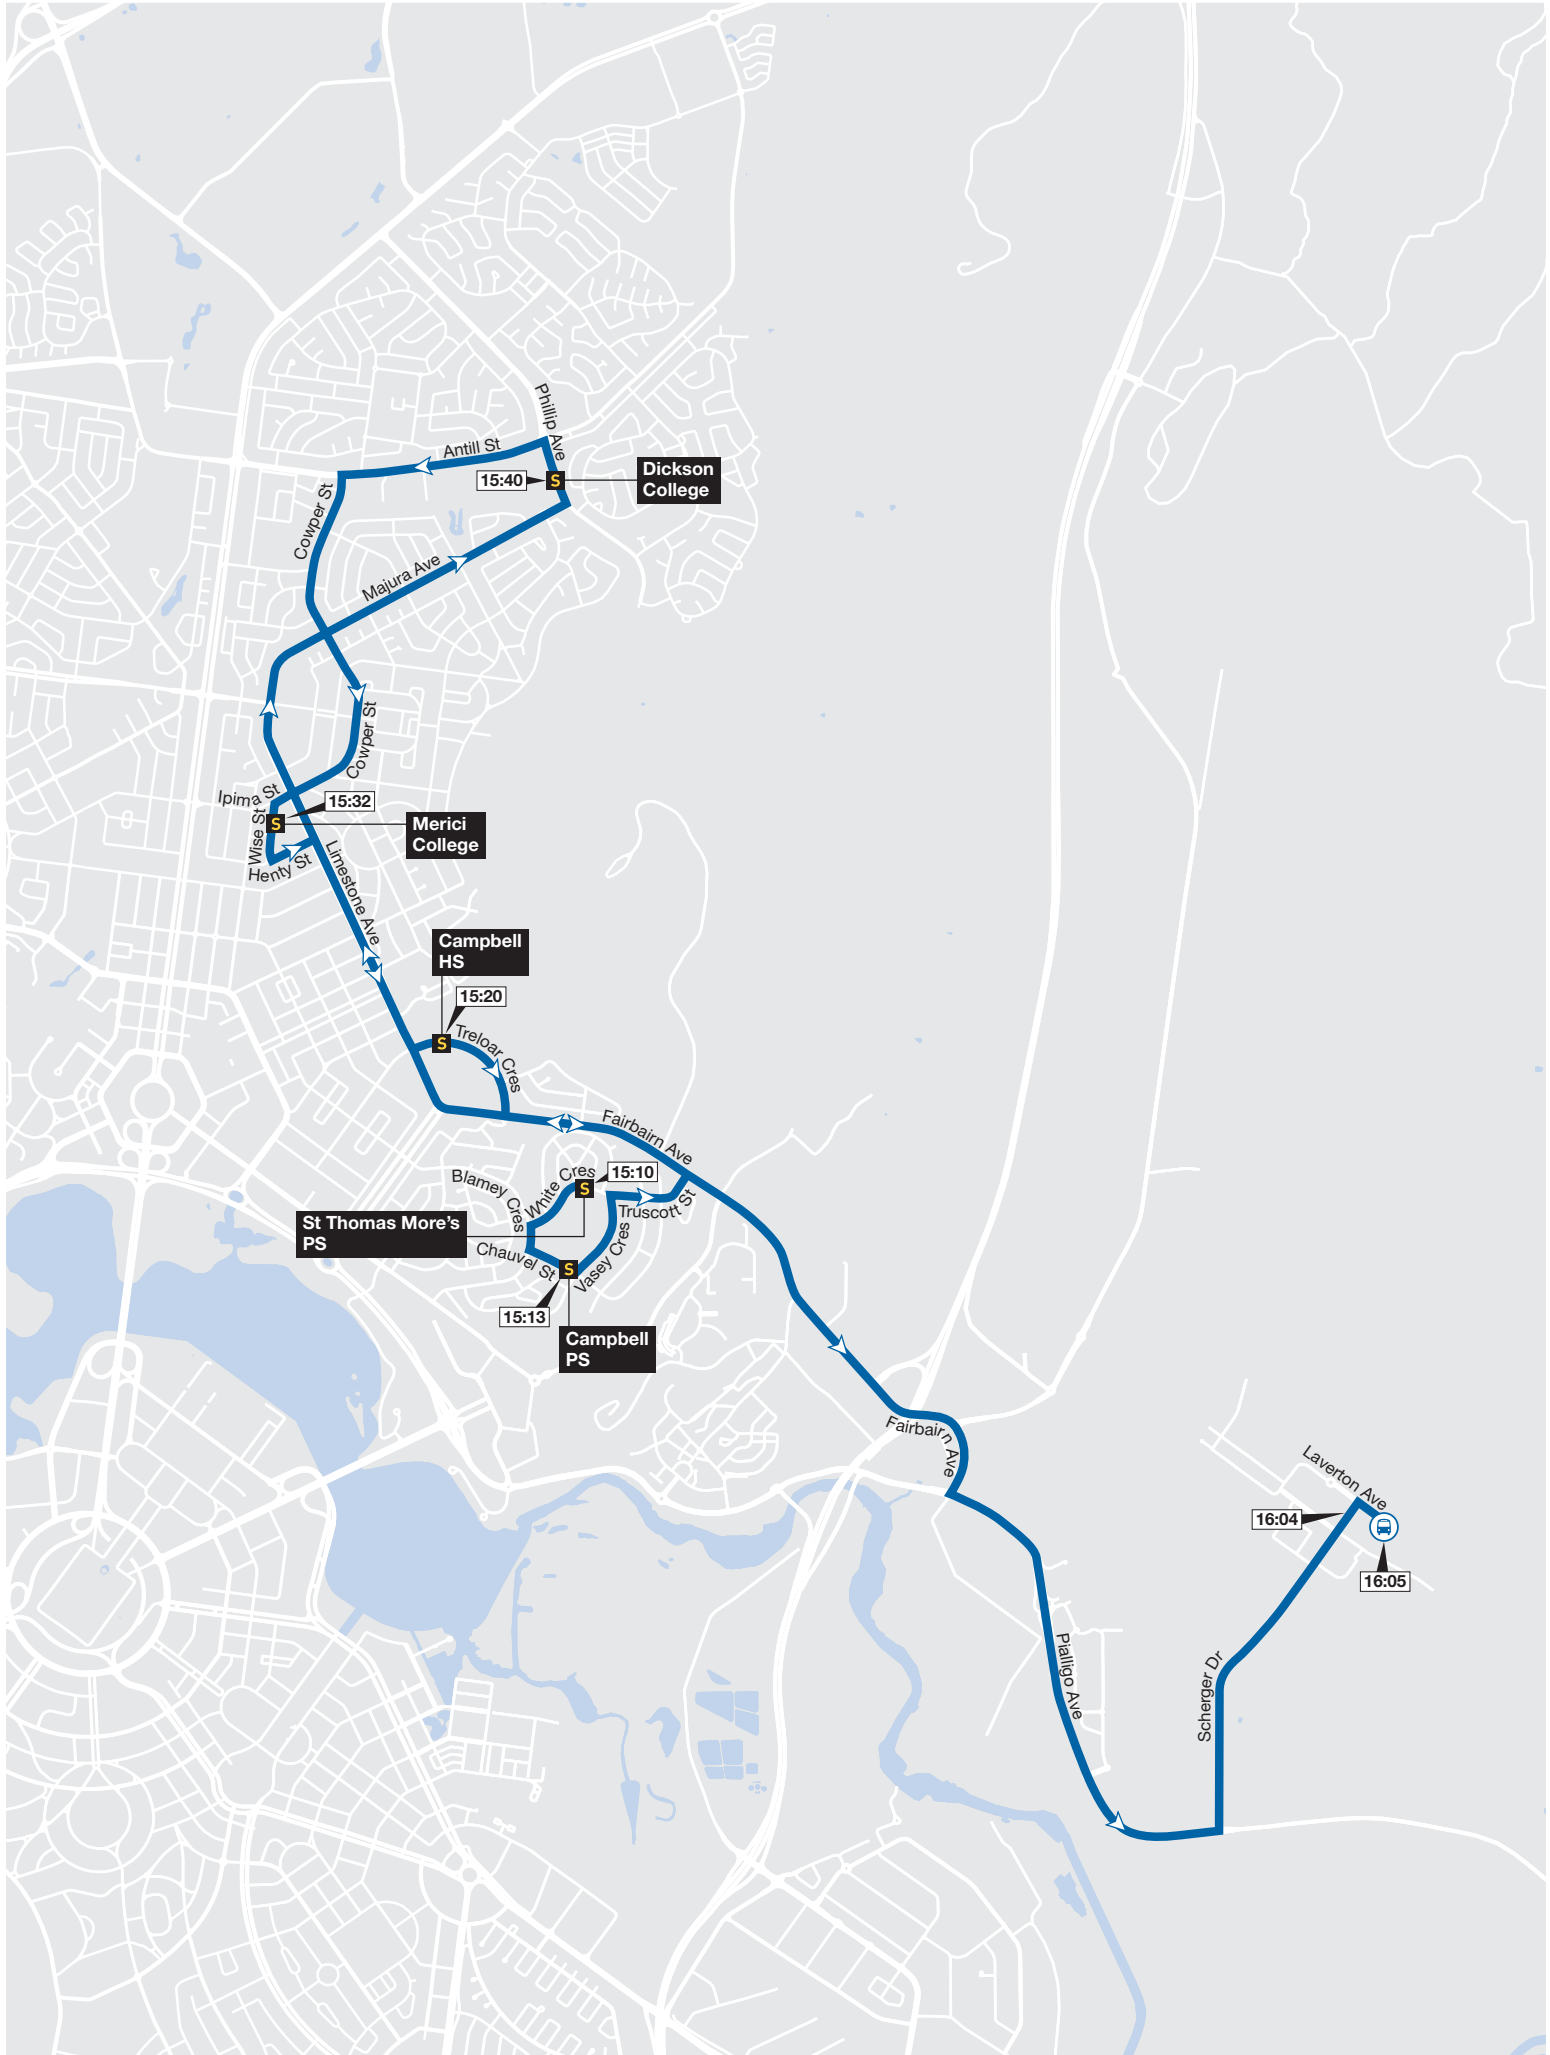 Phillip Ave
Antill St
15:40
S
Dickson
College
Cowper St
Majura Ave
Cowper St
Ipima St
15:32
S
Merici
College
Wise St
Henty St
Limestone Ave
Campbell
HS
15:20
S
Treloar Cres
Fairbairn Ave
Blamey Cres
White Cres
15:10
S
St Thomas More’s
PS
Truscott St
Chauvel St
S
Vasey Cres
15:13
Campbell
PS
Fairbairn Ave
Laverton Ave
16:04
16:05
Pialligo Ave
Scherger Dr